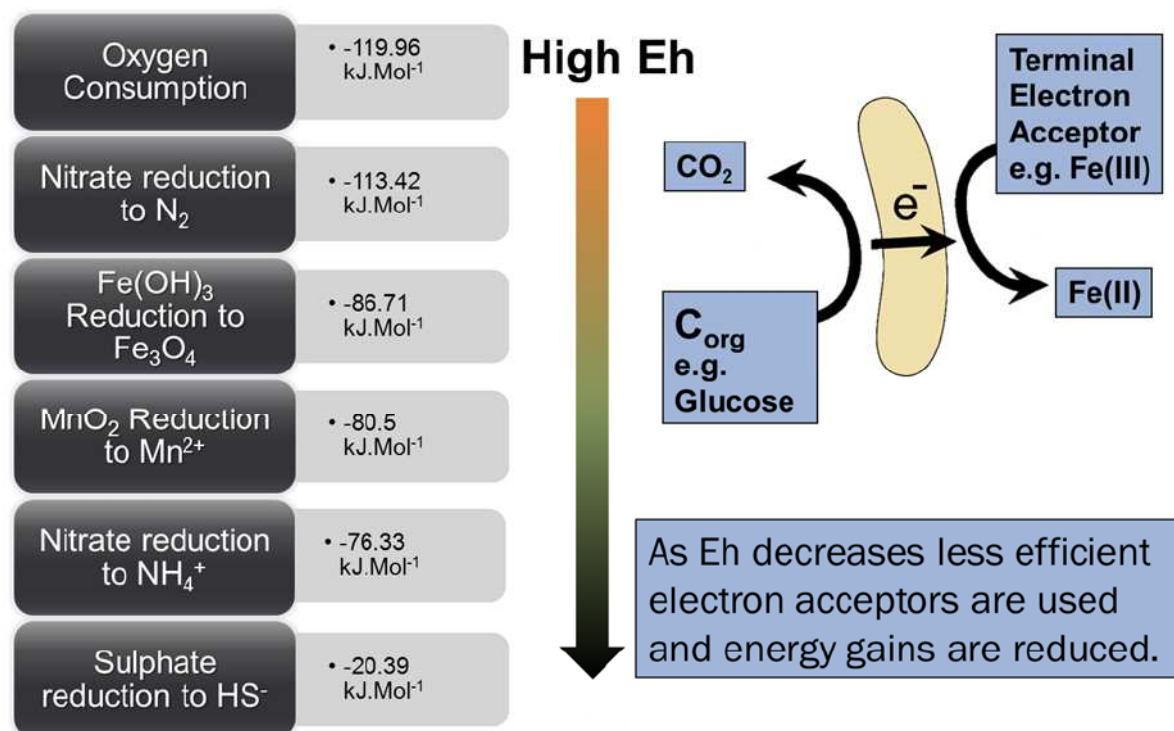 Oxygen
Consumption
• -119.96
kJ.Mol⁻¹
Nitrate reduction
to N₂
• -113.42
kJ.Mol⁻¹
Fe(OH)₃
Reduction to
Fe₃O₄
• -86.71
kJ.Mol⁻¹
MnO₂ Reduction
to Mn²⁺
• -80.5
kJ.Mol⁻¹
Nitrate reduction
to NH₄⁺
• -76.33
kJ.Mol⁻¹
Sulphate
reduction to HS⁻
• -20.39
kJ.Mol⁻¹
High Eh
Terminal
Electron
Acceptor
e.g. Fe(III)
CO₂
e⁻
Fe(II)
C_org
e.g.
Glucose
As Eh decreases less efficient
electron acceptors are used
and energy gains are reduced.